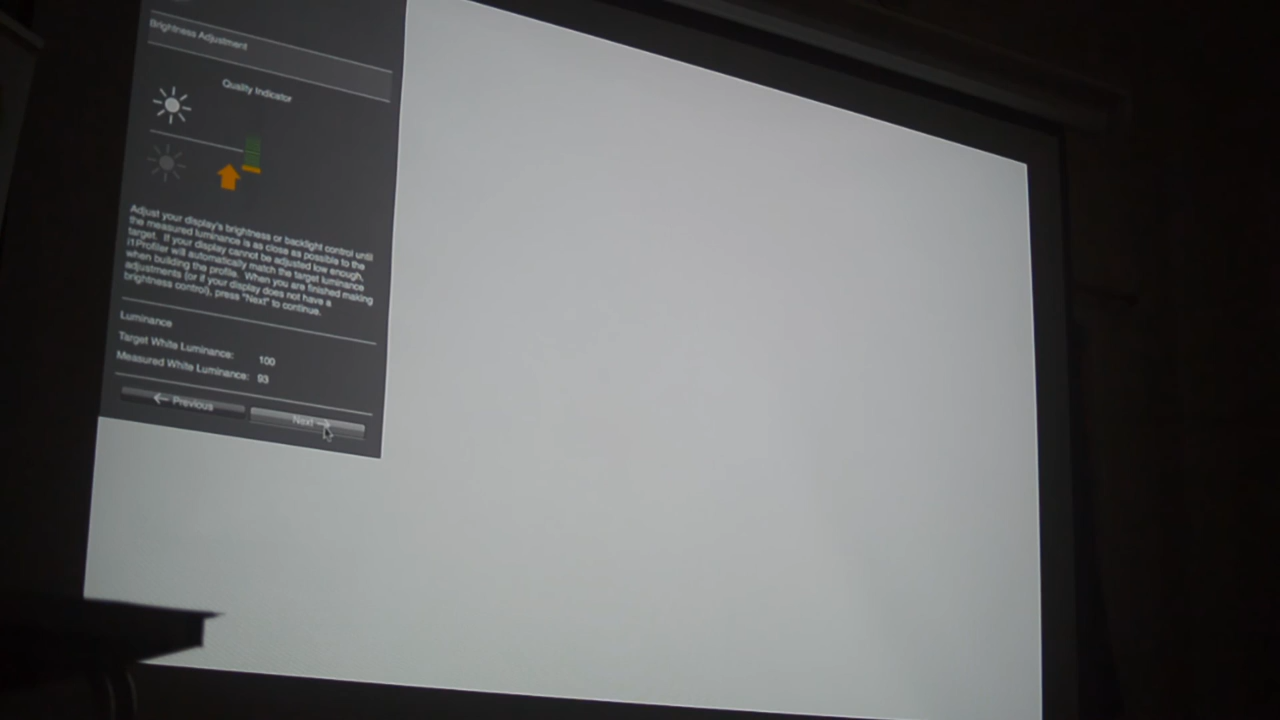 Brightness Adjustment
Quality Indicator
Adjust your display's brightness or backlight control until
the measured luminance is as close as possible to the
target. If your display cannot be adjusted low enough,
i1Profiler will automatically match the target luminance
when building the profile. When you are finished making
adjustments (or if your display does not have a
brightness control), press "Next" to continue.
Luminance
Target White Luminance: 100
Measured White Luminance: 93
Previous
Next